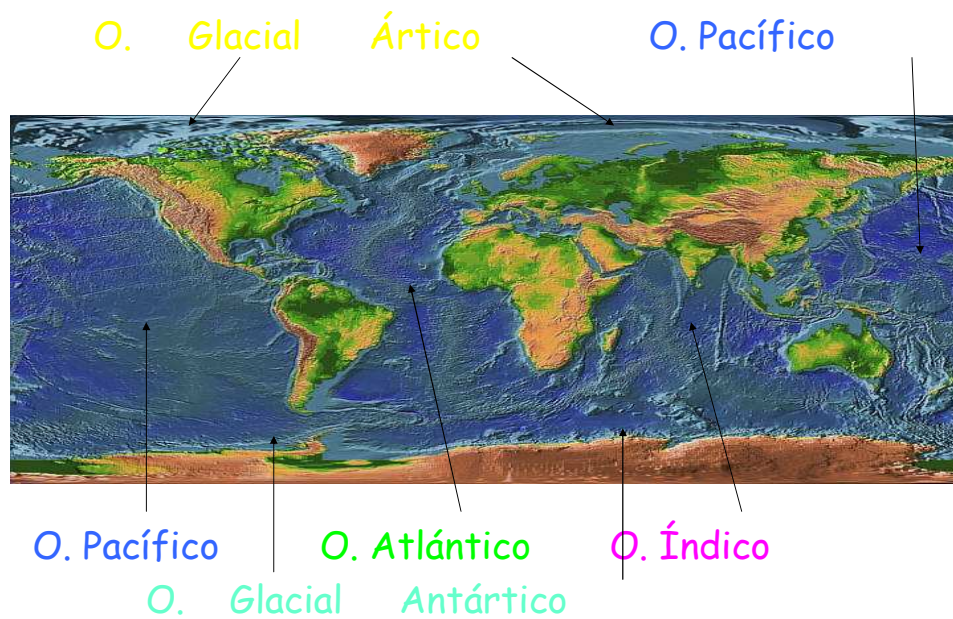 O. Glacial Ártico O. Pacífico
O. Pacífico O. Atlántico O. Índico
O. Glacial Antártico